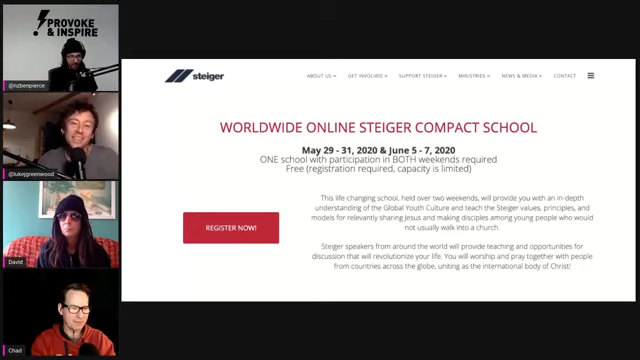 PROVOKE
& INSPIRE
@nzbenpierce
@lukejgreenwood
David
Chad
steiger
ABOUT US GET INVOLVED SUPPORT STEIGER MINISTRIES NEWS & MEDIA CONTACT
WORLDWIDE ONLINE STEIGER COMPACT SCHOOL
May 29 - 31, 2020 & June 5 - 7, 2020
ONE school with participation in BOTH weekends required
Free (registration required, capacity is limited)
REGISTER NOW!
This life-changing school, held over two weekends, will provide you with an in-depth
understanding of the Global Youth Culture and teach the Steiger values, principles, and
models for relevantly sharing Jesus and making disciples among young people who would
not usually walk into a church.
Steiger speakers from around the world will provide teaching and opportunities for
discussion that will revolutionize your life. You will worship and pray together with people
from countries across the globe, uniting as the international body of Christ!